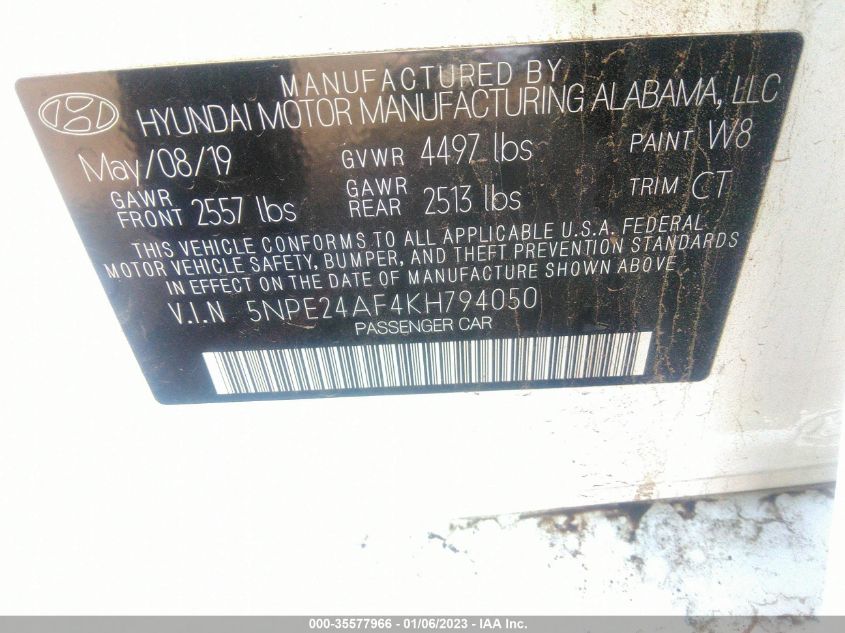 MANUFACTURED BY
HYUNDAI MOTOR MANUFACTURING ALABAMA, LLC
May/08/19 GVWR 4497 lbs PAINT W8
GAWR FRONT 2557 lbs GAWR REAR 2513 lbs TRIM CT
THIS VEHICLE CONFORMS TO ALL APPLICABLE U.S.A. FEDERAL
MOTOR VEHICLE SAFETY, BUMPER, AND THEFT PREVENTION STANDARDS
IN EFFECT ON THE DATE OF MANUFACTURE SHOWN ABOVE.
V.I.N 5NPE24AF4KH794050
PASSENGER CAR
000-35577966 - 01/06/2023 - IAA Inc.